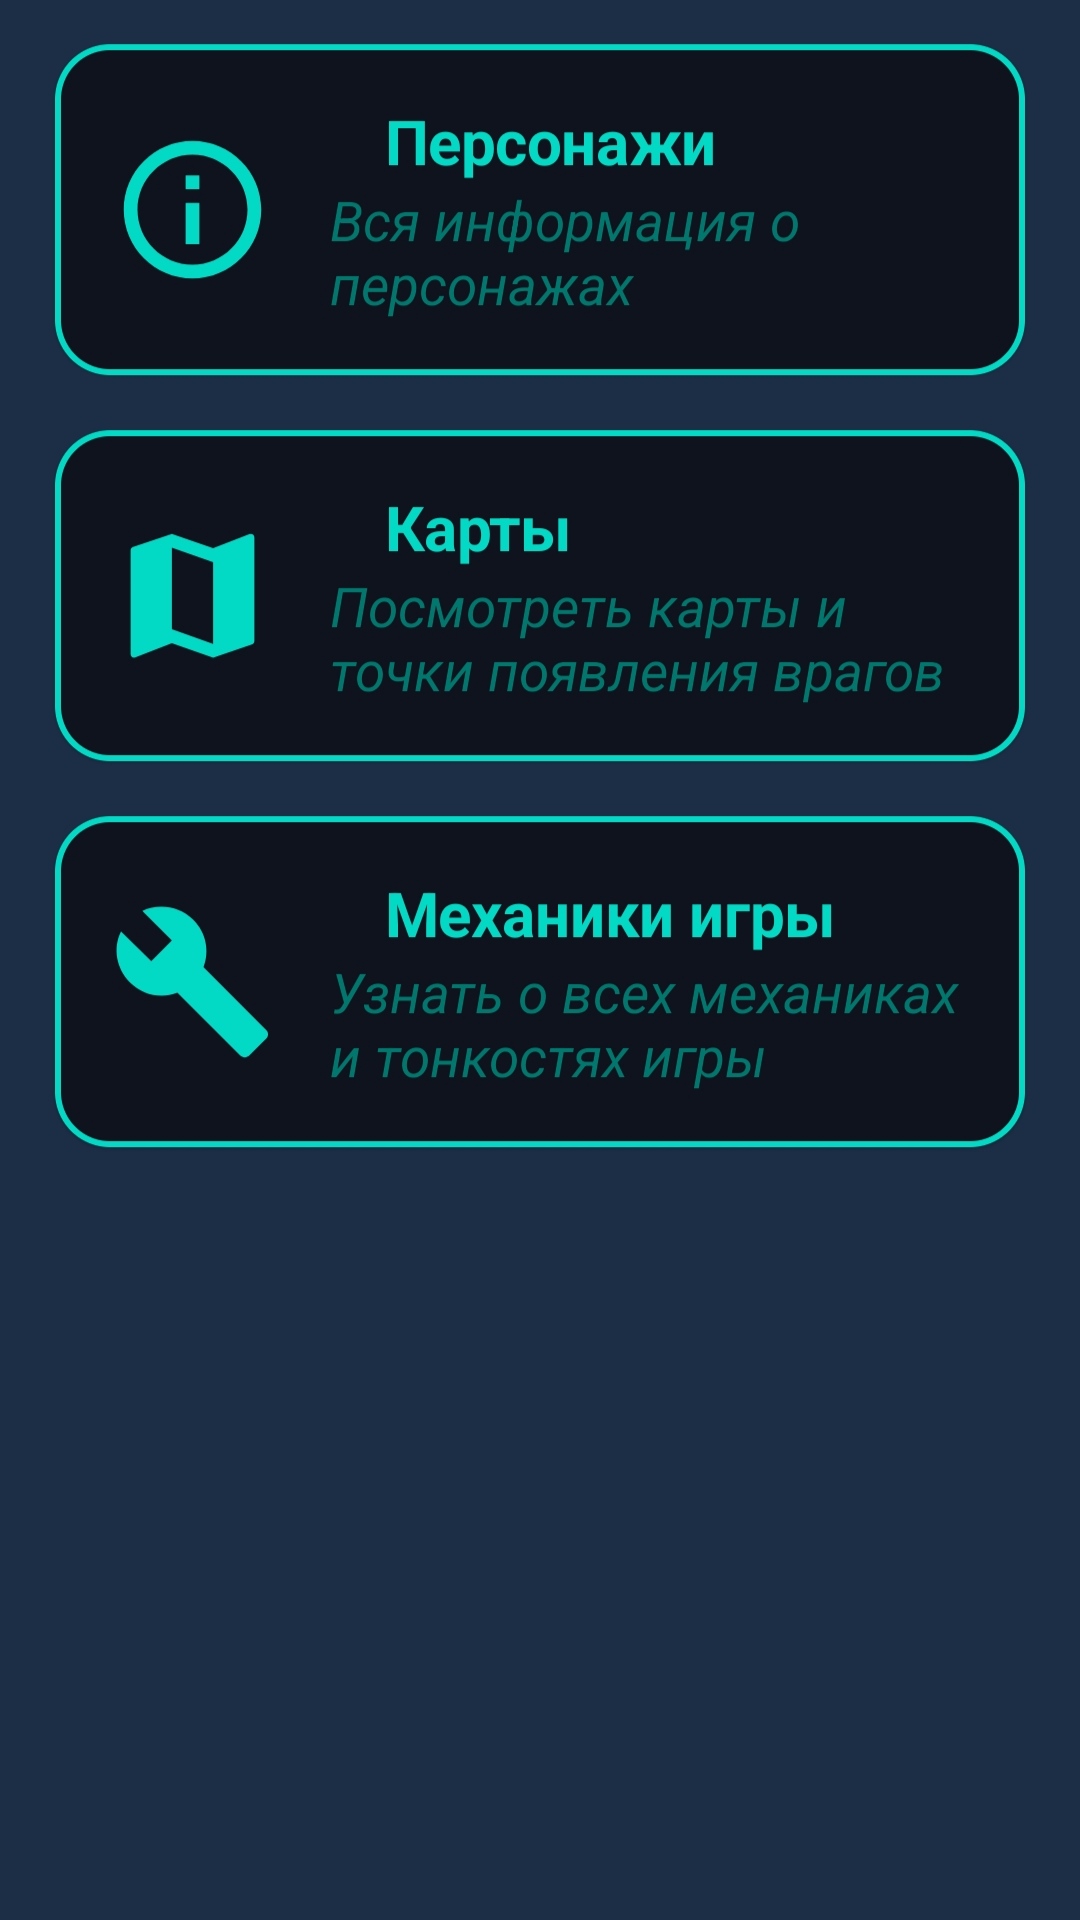 Персонажи
Вся информация о
персонажах
Карты
Посмотреть карты и
точки появления врагов
Механики игры
Узнать о всех механиках
и тонкостях игры